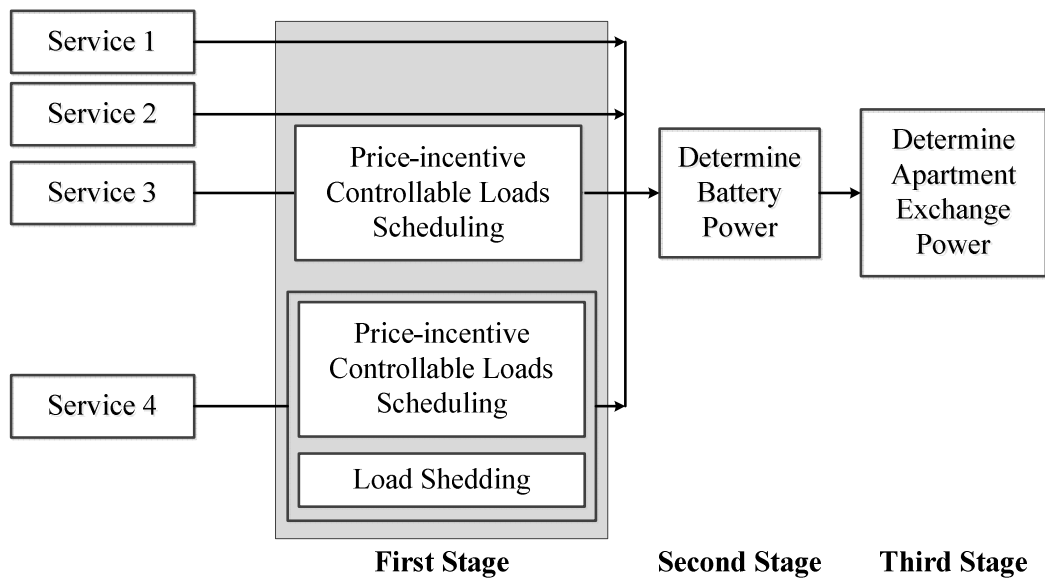 Service 1
Service 2
Service 3
Service 4
Price-incentive
Controllable Loads
Scheduling
Price-incentive
Controllable Loads
Scheduling
Load Shedding
Determine
Battery
Power
Determine
Apartment
Exchange
Power
First Stage
Second Stage
Third Stage